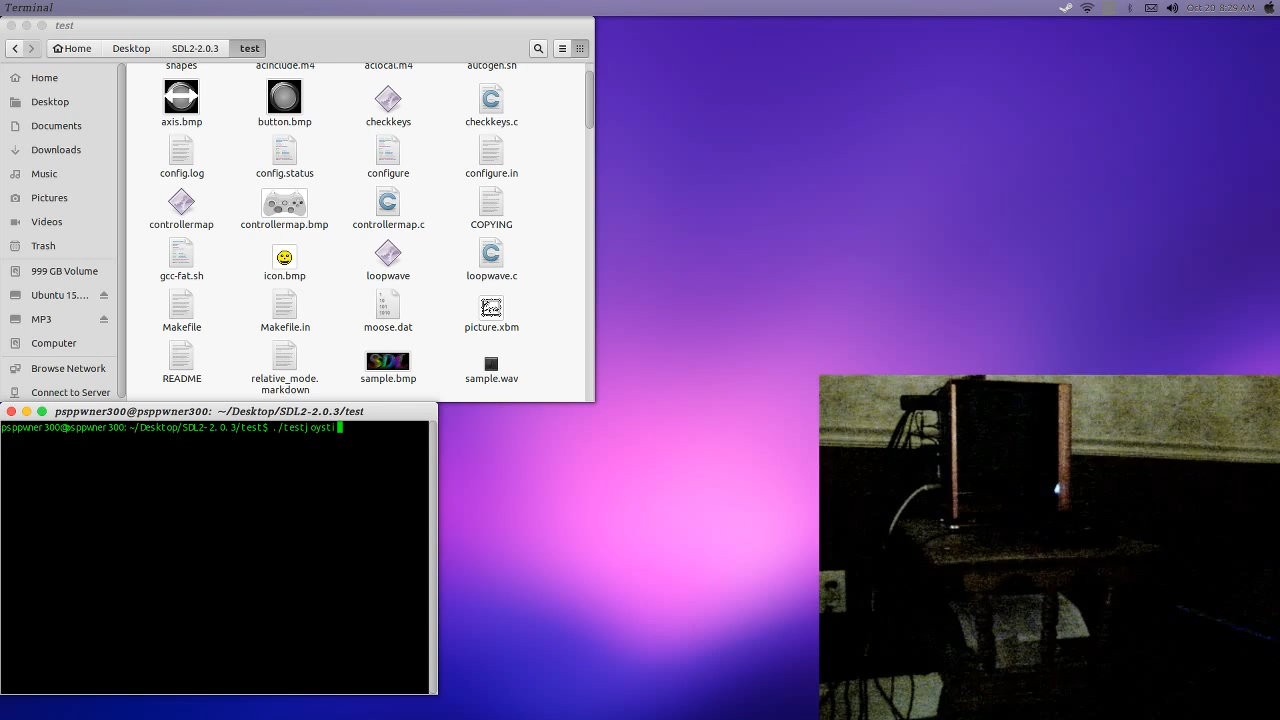 Terminal
Oct 20 8:29 AM
test
Home Desktop SDL2-2.0.3 test
Home
Desktop
Documents
Downloads
Music
Pictures
Videos
Trash
999 GB Volume
Ubuntu 15....
MP3
Computer
Browse Network
Connect to Server
shapes acinclude.m4 aclocal.m4 autogen.sh
axis.bmp button.bmp checkkeys checkkeys.c
config.log config.status configure configure.in
controllermap controllermap.bmp controllermap.c COPYING
gcc-fat.sh icon.bmp loopwave loopwave.c
Makefile Makefile.in moose.dat picture.xbm
SDL
README relative_mode.markdown sample.bmp sample.wav
psppwner300@psppwner300: ~/Desktop/SDL2-2.0.3/test
psppwner300@psppwner300:~/Desktop/SDL2-2.0.3/test$ ./testjoysti